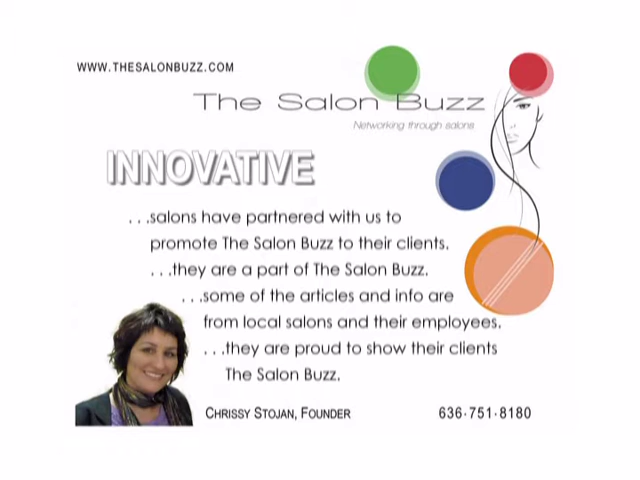 WWW.THESALONBUZZ.COM
The Salon Buzz
Networking through salons
INNOVATIVE
. . .salons have partnered with us to
promote The Salon Buzz to their clients.
. . .they are a part of The Salon Buzz.
. . .some of the articles and info are
from local salons and their employees.
. . .they are proud to show their clients
The Salon Buzz.
CHRISSY STOJAN, FOUNDER
636·751·8180